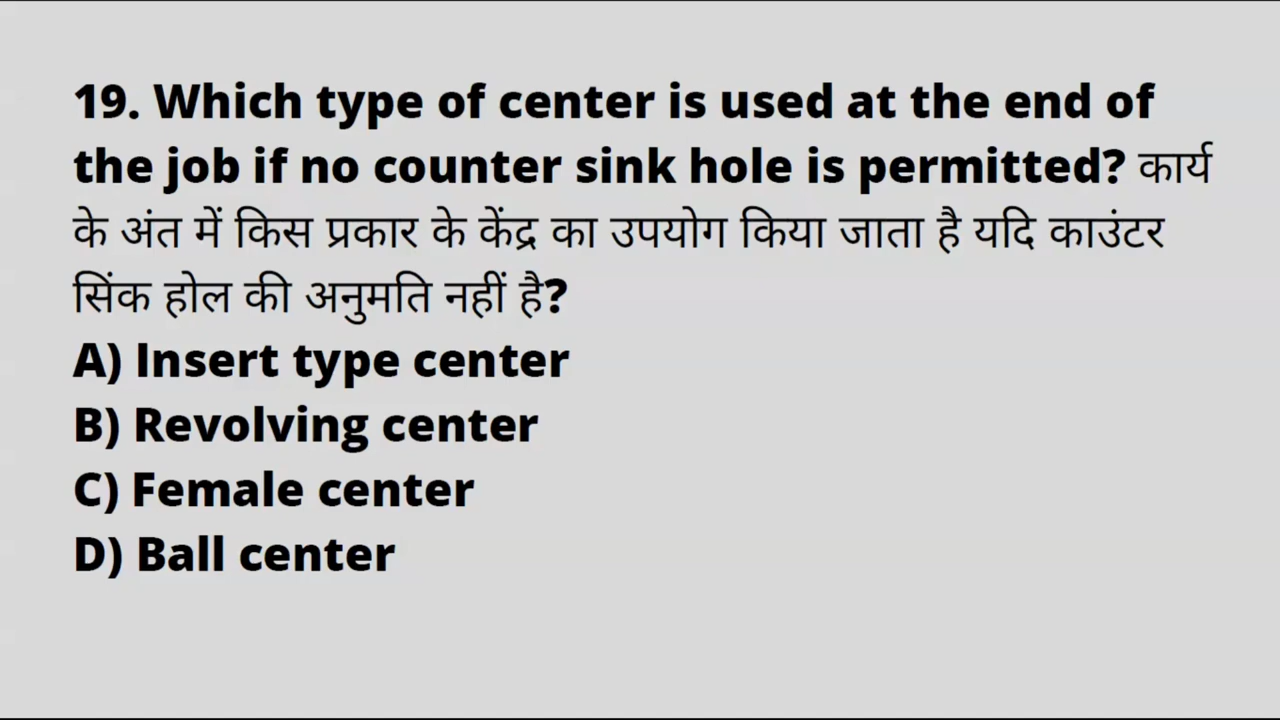 19. Which type of center is used at the end of
the job if no counter sink hole is permitted? कार्य
के अंत में किस प्रकार के केंद्र का उपयोग किया जाता है यदि काउंटर
सिंक होल की अनुमति नहीं है?
A) Insert type center
B) Revolving center
C) Female center
D) Ball center